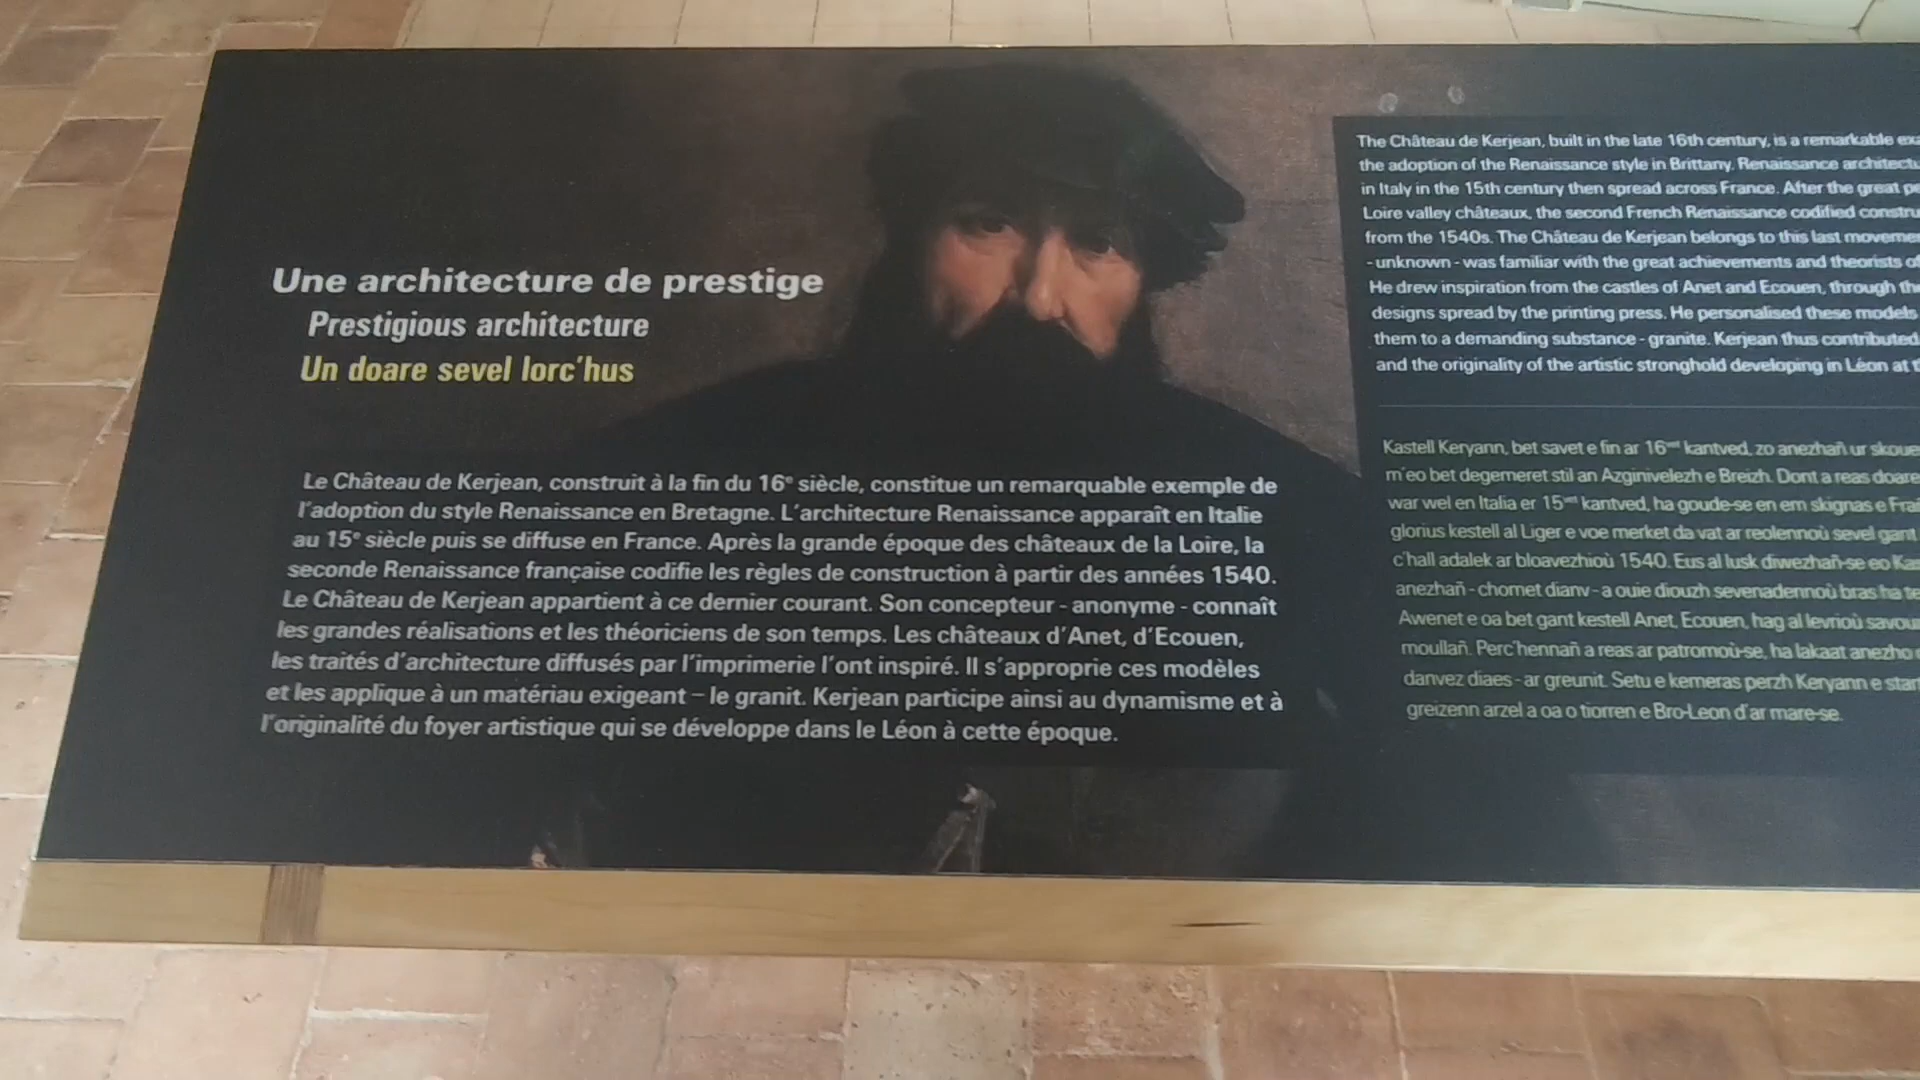 Une architecture de prestige
Prestigious architecture
Un doare sevel lorc'hus
Le Château de Kerjean, construit à la fin du 16e siècle, constitue un remarquable exemple de
l'adoption du style Renaissance en Bretagne. L'architecture Renaissance apparaît en Italie
au 15e siècle puis se diffuse en France. Après la grande époque des châteaux de la Loire, la
seconde Renaissance française codifie les règles de construction à partir des années 1540.
Le Château de Kerjean appartient à ce dernier courant. Son concepteur - anonyme - connaît
les grandes réalisations et les théoriciens de son temps. Les châteaux d'Anet, d'Ecouen,
les traités d'architecture diffusés par l'imprimerie l'ont inspiré. Il s'approprie ces modèles
et les applique à un matériau exigeant – le granit. Kerjean participe ainsi au dynamisme et à
l'originalité du foyer artistique qui se développe dans le Léon à cette époque.
The Château de Kerjean, built in the late 16th century, is a remarkable
the adoption of the Renaissance style in Brittany. Renaissance
in Italy in the 15th century then spread across France. After the great
Loire valley châteaux, the second French Renaissance codified
from the 1540s. The Château de Kerjean belongs to this last
- unknown - was familiar with the great achievements and theorists of
He drew inspiration from the castles of Anet and Ecouen, through
designs spread by the printing press. He personalised these models
them to a demanding substance - granite. Kerjean thus contributed
and the originality of the artistic stronghold developing in Léon at
Kastell Keryann, bet savet e fin ar 16vet kantved, zo anezhañ ur
m'eo bet degemeret stil an Azginivelezh e Breizh. Dont a reas
war wel en Italia er 15vet kantved, ha goude-se en em skignas e
glorius kestell al Liger e voe merket da vat ar reolennoù sevel gant
c'hall adalek ar bloavezhioù 1540. Eus al lusk diwezhañ-se eo
anezhañ - chomet dianv - a ouie diouzh sevenadennoù bras ha
Awenet e oa bet gant kestell Anet, Ecouen, hag al levrioù
moullañ. Perc'hennañ a reas ar patromoù-se, ha lakaat anezho
danvez diaes - ar greunit. Setu e kemeras perzh Keryann e
greizenn arzel a oa o tiorren e Bro-Leon d'ar mare-se.